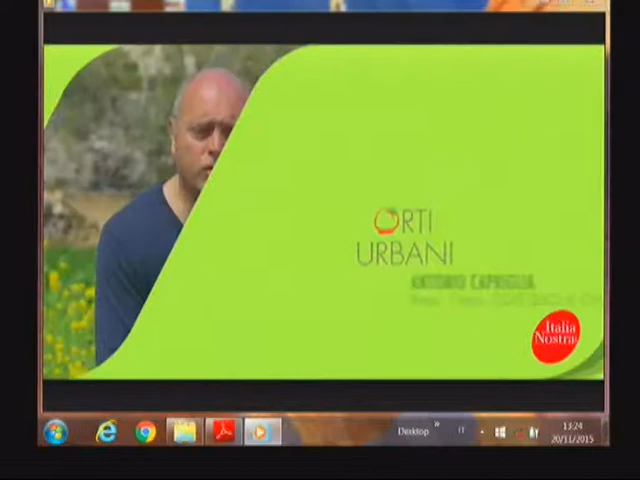 ORTI
URBANI
ANTONIO CAPRIGLIA
Italia
Nostra
Desktop
IT
13:24
20/11/2015